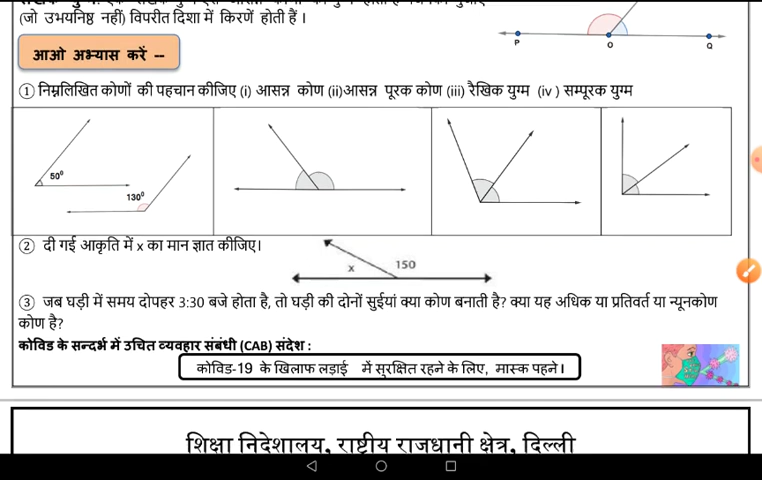 (जो उभयनिष्ठ नहीं) विपरीत दिशा में किरणें होती हैं ।
P O Q
आओ अभ्यास करें --
① निम्नलिखित कोणों की पहचान कीजिए (i) आसन्न कोण (ii)आसन्न पूरक कोण (iii) रैखिक युग्म (iv ) सम्पूरक युग्म
50⁰
130⁰
② दी गई आकृति में x का मान ज्ञात कीजिए।
x 150
③ जब घड़ी में समय दोपहर 3:30 बजे होता है, तो घड़ी की दोनों सुईयां क्या कोण बनाती है? क्या यह अधिक या प्रतिवर्त या न्यूनकोण
कोण है?
कोविड के सन्दर्भ में उचित व्यवहार संबंधी (CAB) संदेश :
कोविड-19 के खिलाफ लड़ाई में सुरक्षित रहने के लिए, मास्क पहने।
शिक्षा निदेशालय, राष्ट्रीय राजधानी क्षेत्र, दिल्ली